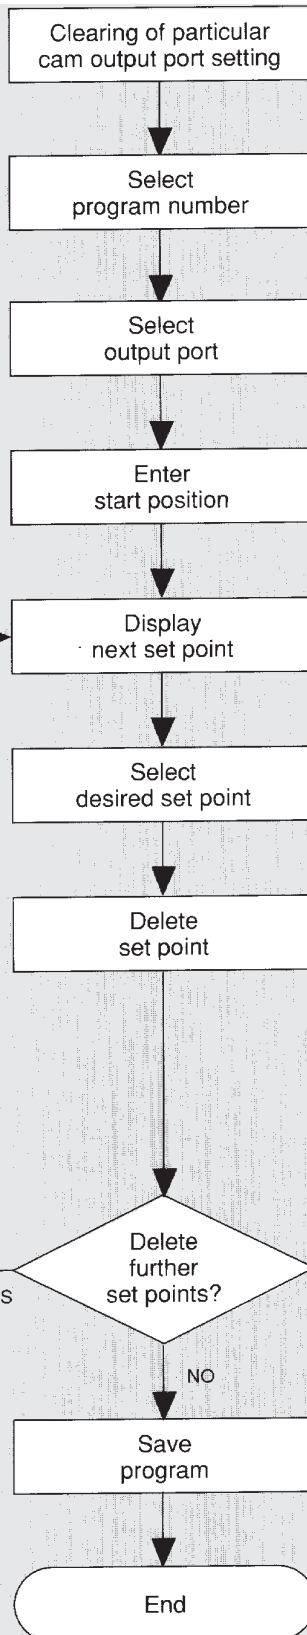 Clearing of particular
cam output port setting
Select
program number
Select
output port
Enter
start position
Display
next set point
Select
desired set point
Delete
set point
Delete
further
set points?
S
NO
Save
program
End